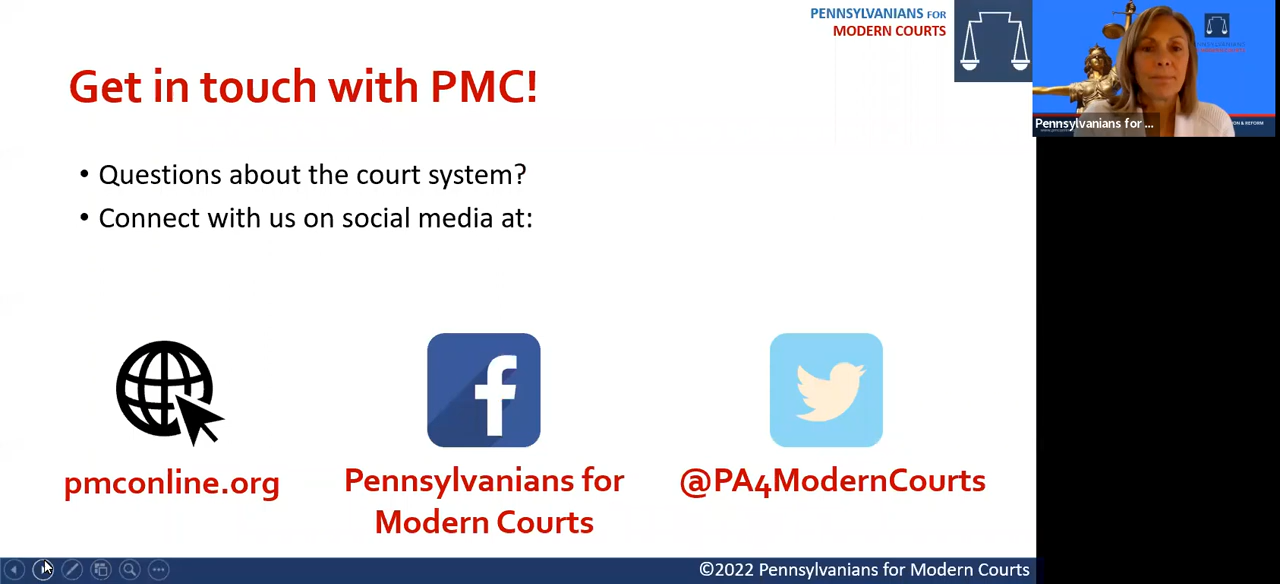 PENNSYLVANIANS FOR
MODERN COURTS
Get in touch with PMC!
• Questions about the court system?
• Connect with us on social media at:
pmconline.org
Pennsylvanians for
Modern Courts
@PA4ModernCourts
©2022 Pennsylvanians for Modern Courts
Pennsylvanians for ...